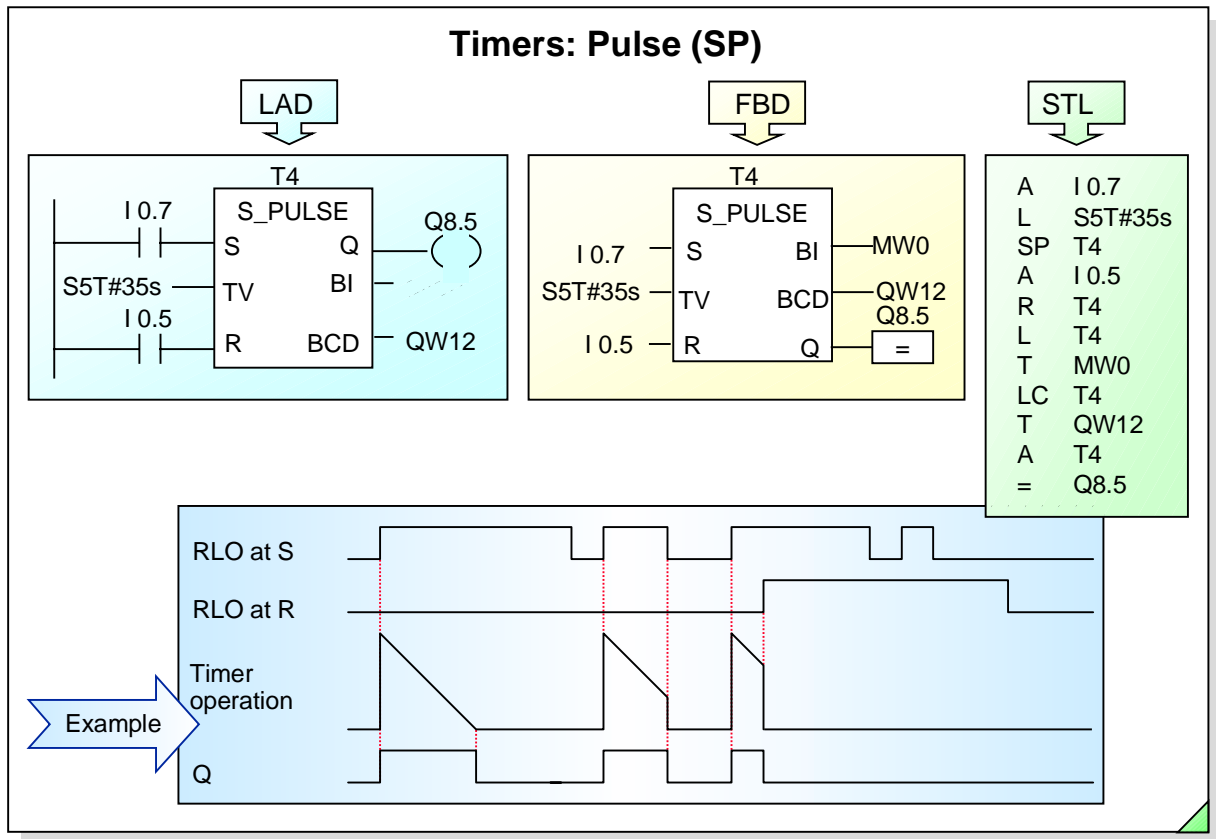 Timers: Pulse (SP)
LAD
FBD
STL
T4
S_PULSE
I 0.7
S
Q
Q8.5
S5T#35s
TV
BI
I 0.5
R
BCD
QW12
T4
S_PULSE
I 0.7
S
BI
MW0
S5T#35s
TV
BCD
QW12
Q8.5
I 0.5
R
Q
=
A I 0.7
L S5T#35s
SP T4
A I 0.5
R T4
L T4
T MW0
LC T4
T QW12
A T4
= Q8.5
RLO at S
RLO at R
Timer
operation
Example
Q